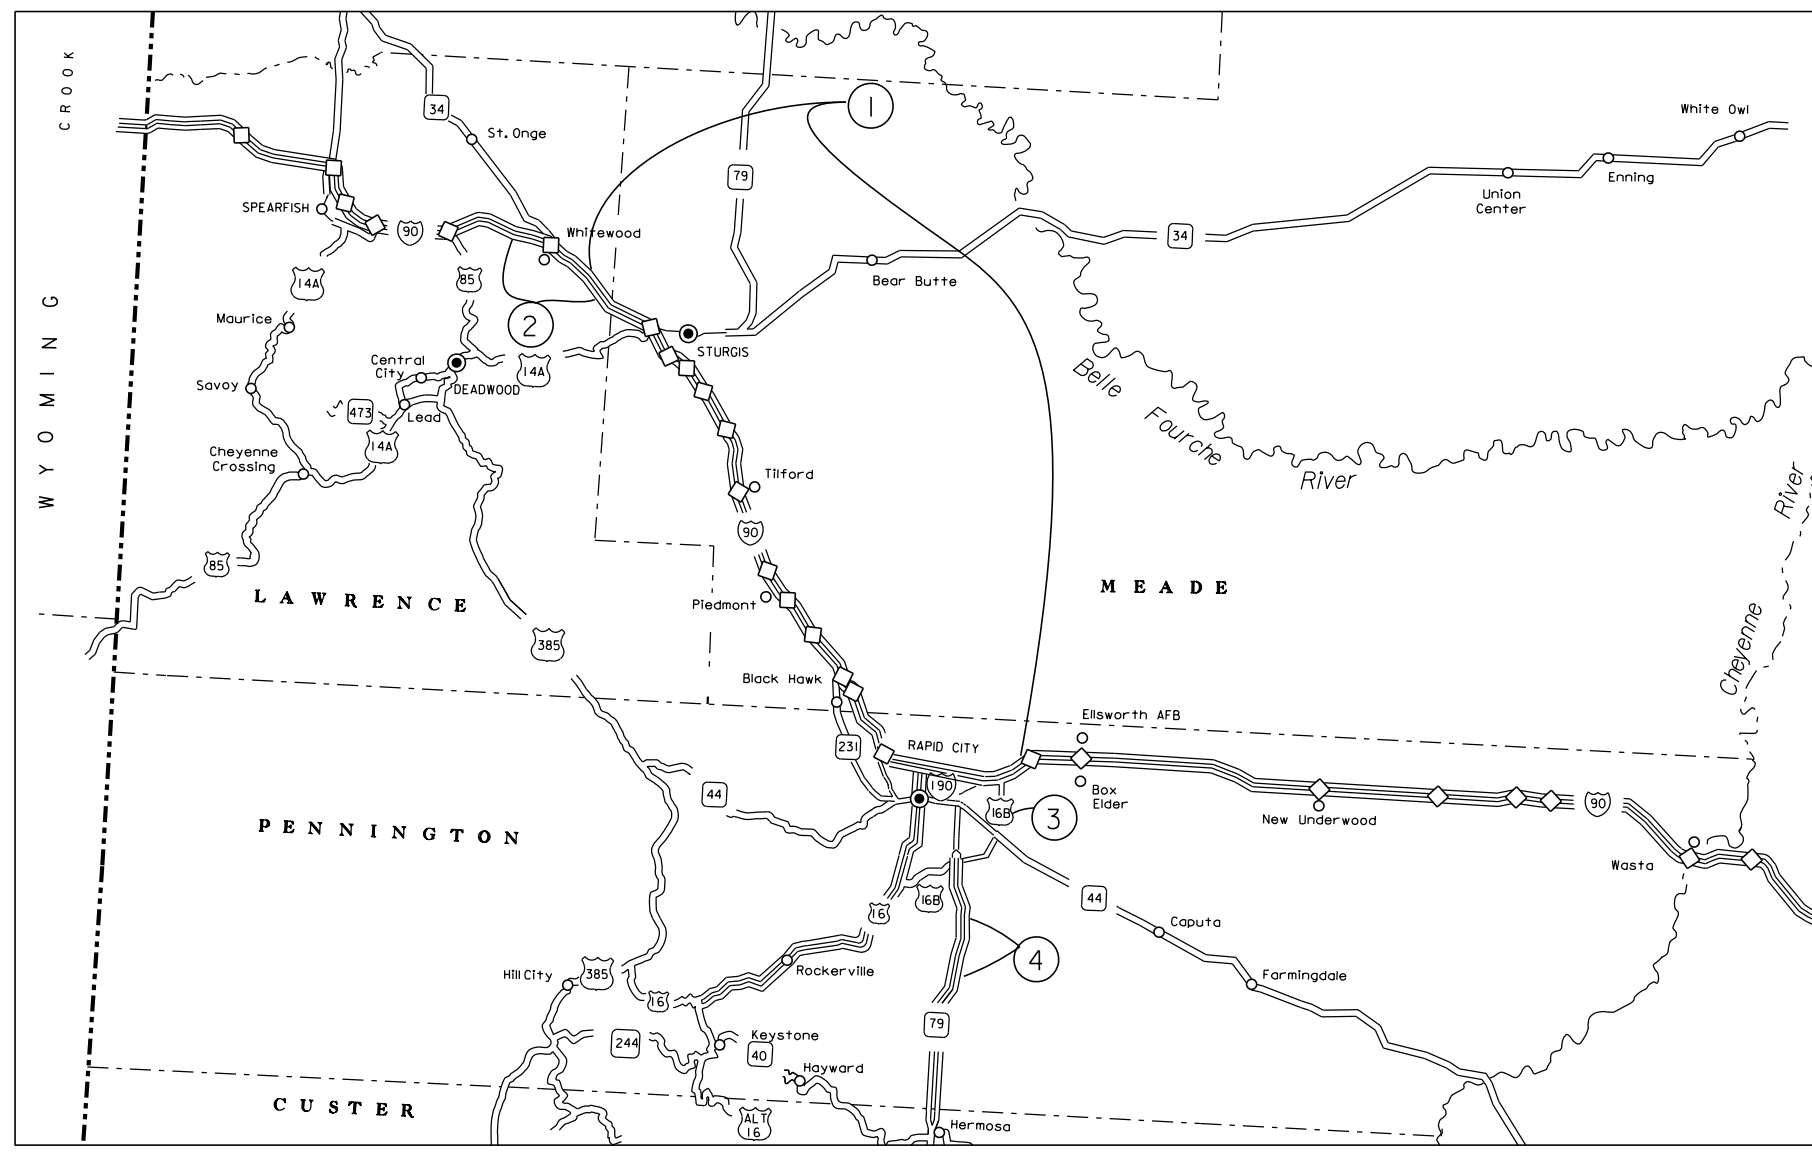 CROOK
WYOMING
34
St. Onge
1
White Owl
79
Union
Center
Enning
SPEARFISH
90
Whitewood
34
14A
85
Bear Butte
Maurice
2
STURGIS
Central
City
14A
Savoy
DEADWOOD
473
Lead
14A
Belle
Fourche
River
Cheyenne
Crossing
Tilford
90
85
LAWRENCE
Piedmont
MEADE
385
Cheyenne
River
Black Hawk
Ellsworth AFB
231
RAPID CITY
190
44
16B
3
Box
Elder
New Underwood
90
PENNINGTON
Wasta
16B
16
44
Caputa
4
Hill City
385
Rockerville
Farmingdale
16
79
244
Keystone
40
Hayward
CUSTER
ALT
16
Hermosa